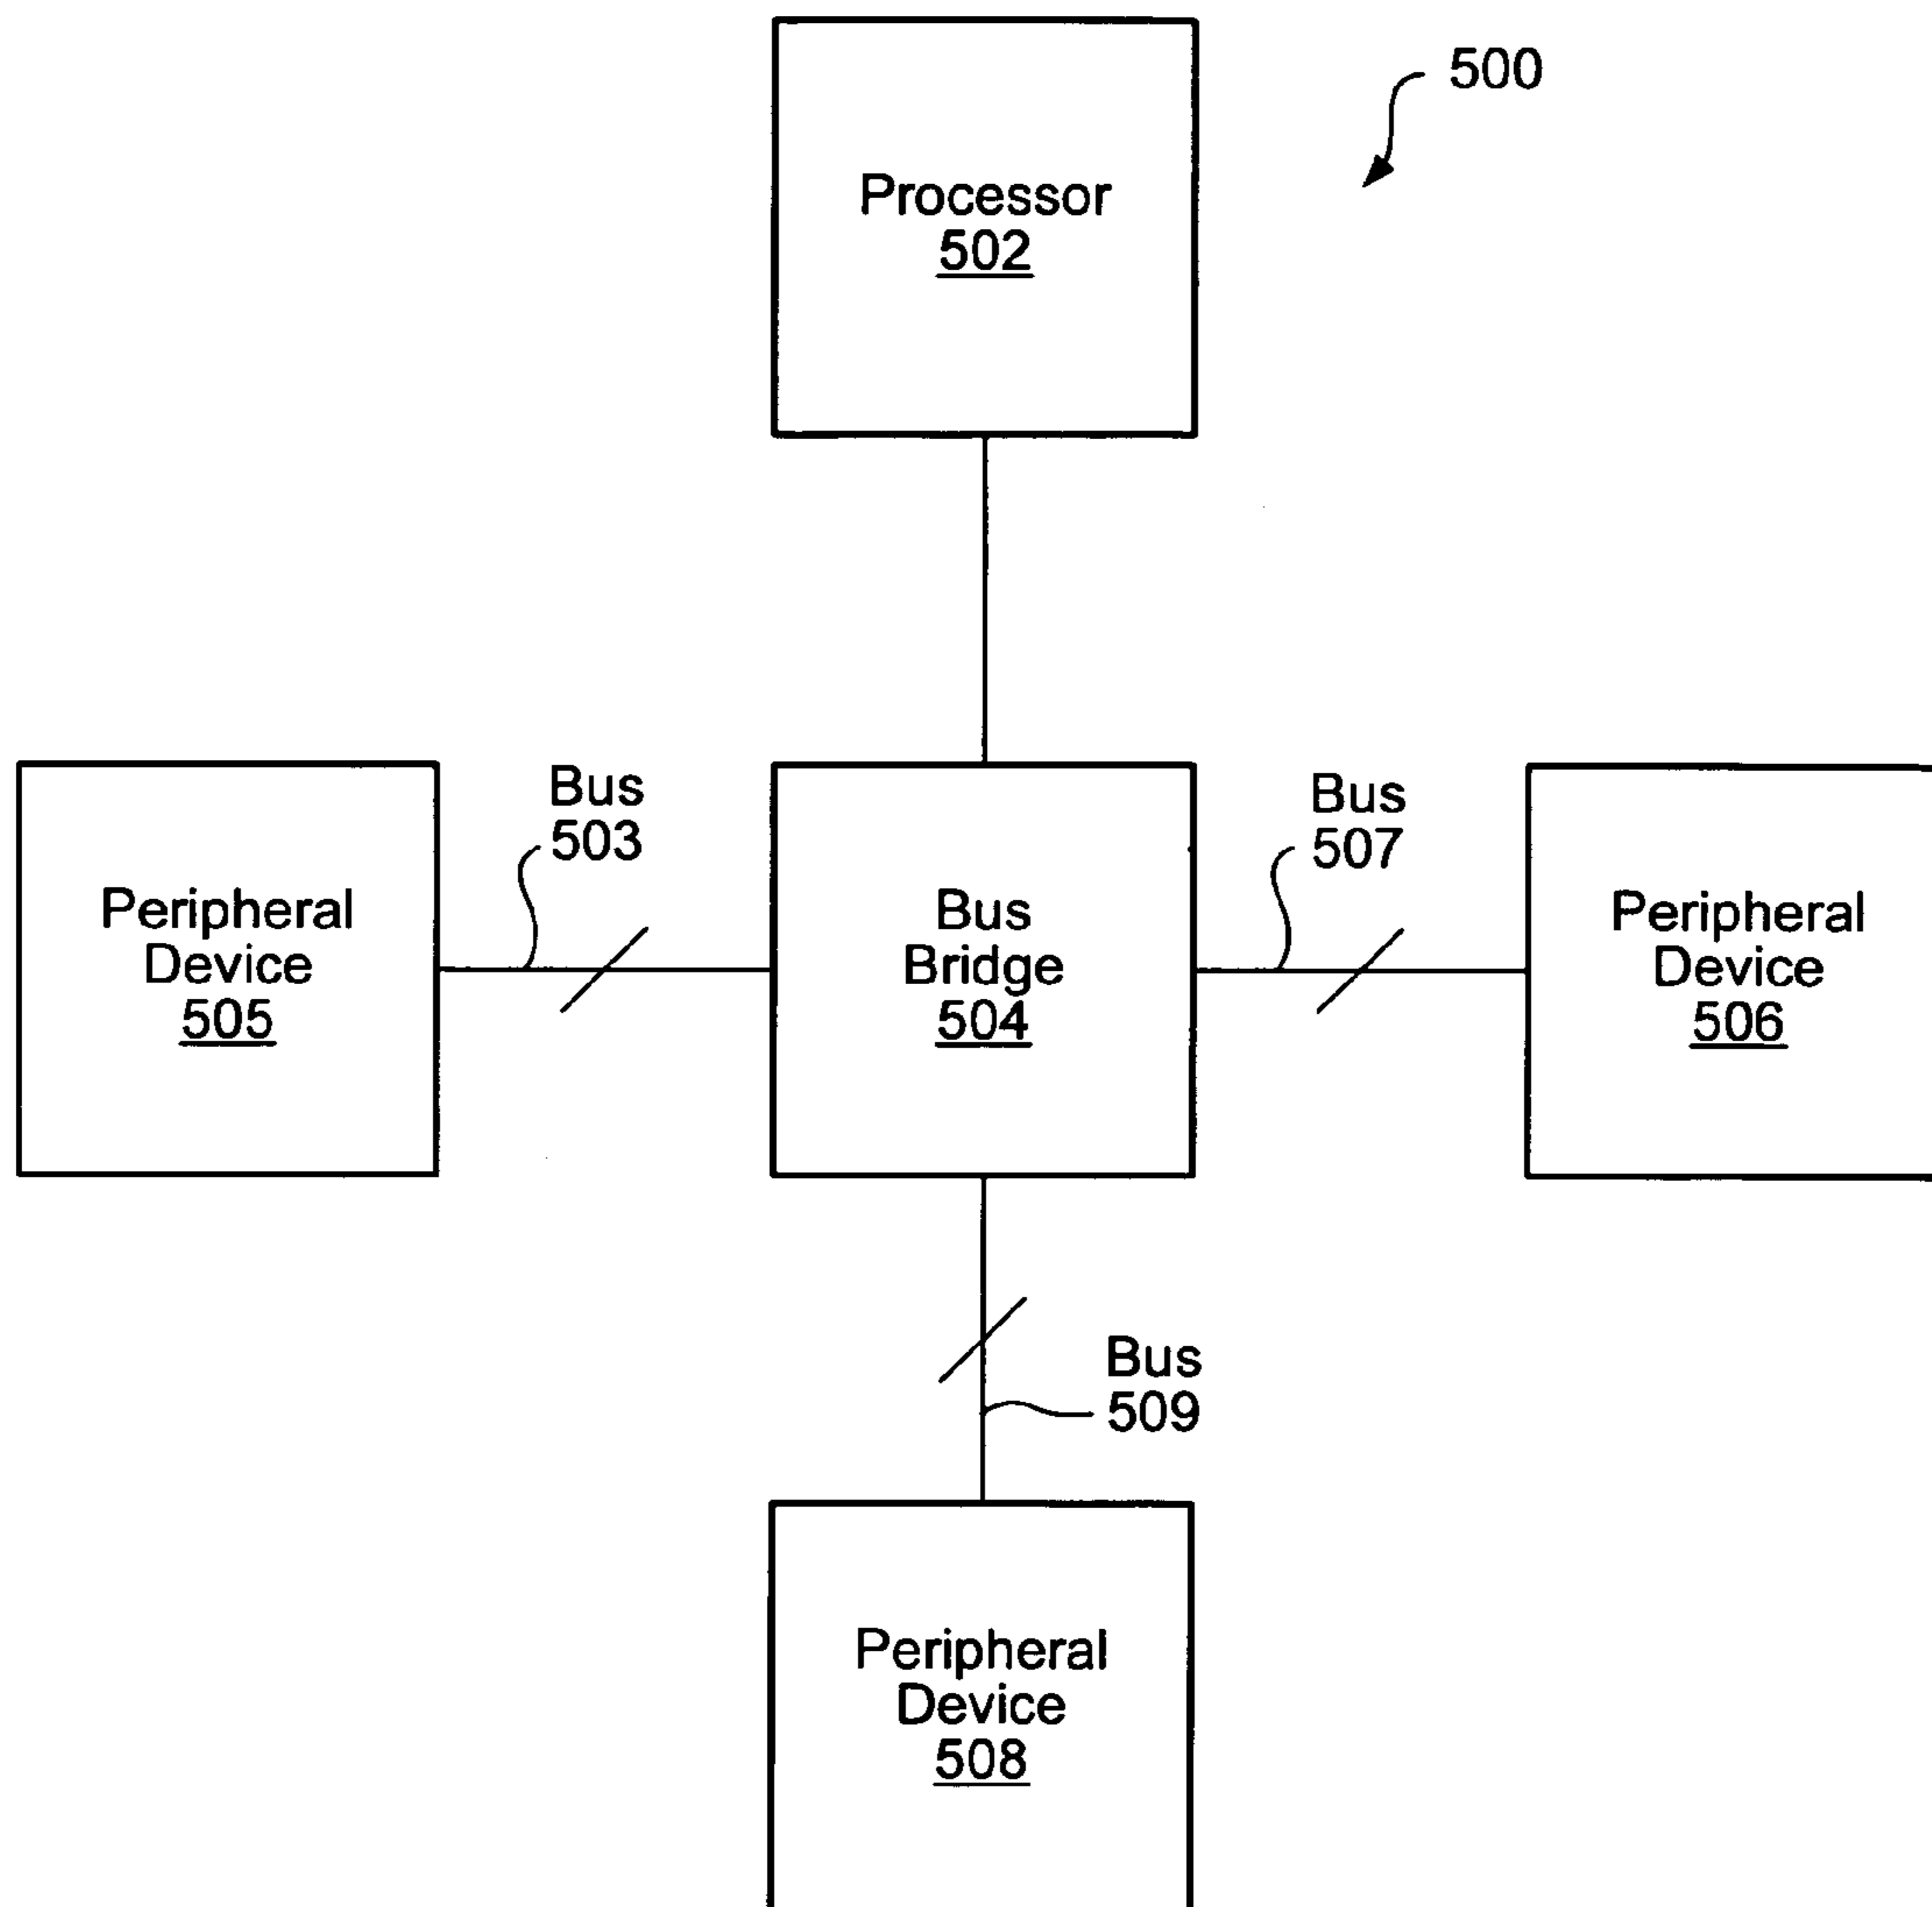 500
Processor
502
Bus
503
Bus
507
Peripheral
Device
505
Bus
Bridge
504
Peripheral
Device
506
Bus
509
Peripheral
Device
508